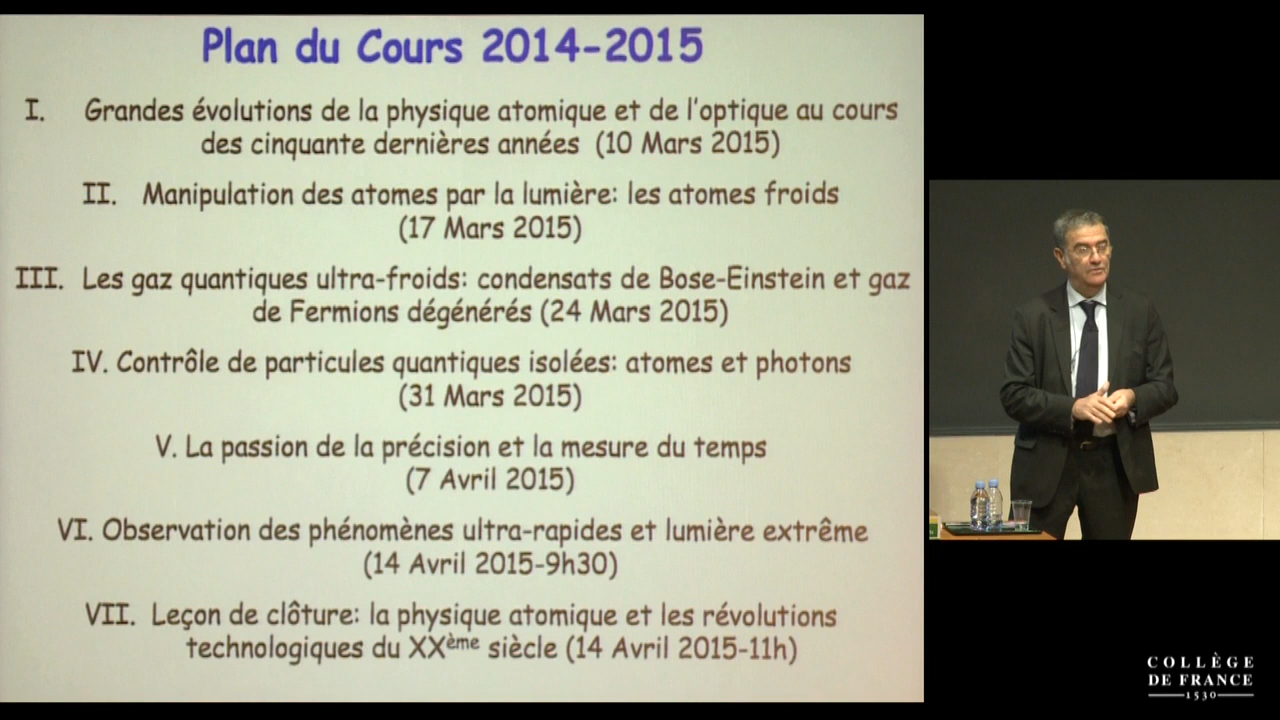 Plan du Cours 2014-2015
I. Grandes évolutions de la physique atomique et de l'optique au cours
des cinquante dernières années (10 Mars 2015)
II. Manipulation des atomes par la lumière: les atomes froids
(17 Mars 2015)
III. Les gaz quantiques ultra-froids: condensats de Bose-Einstein et gaz
de Fermions dégénérés (24 Mars 2015)
IV. Contrôle de particules quantiques isolées: atomes et photons
(31 Mars 2015)
V. La passion de la précision et la mesure du temps
(7 Avril 2015)
VI. Observation des phénomènes ultra-rapides et lumière extrême
(14 Avril 2015-9h30)
VII. Leçon de clôture: la physique atomique et les révolutions
technologiques du XXème siècle (14 Avril 2015-11h)
COLLÈGE
DE FRANCE
1530